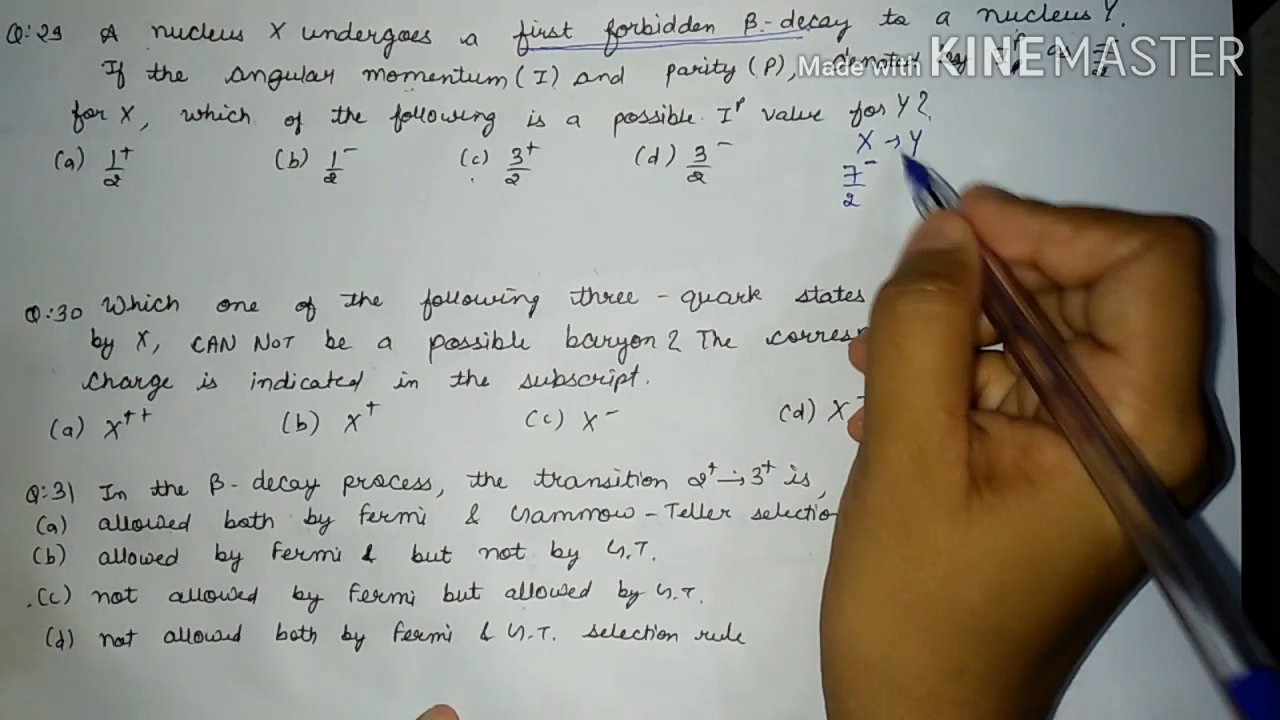 Q:29 A nucleus X undergoes a first forbidden β-decay to a nucleus Y.
If the angular momentum (I) and parity (P), denoted by as 7/2
Made with KINEMASTER
for X, which of the following is a possible I^P value for Y?
X → Y
7/2⁻
(a) 1/2⁺ (b) 1/2⁻ (c) 3/2⁺ (d) 3/2⁻
Q:30 Which one of the following three-quark states
by X, CAN NOT be a possible baryon? The corres
charge is indicated in the subscript.
(a) X⁺⁺ (b) X⁺ (c) X⁻ (d) X⁻
Q:31 In the β-decay process, the transition 2⁺→3⁺ is,
(a) allowed both by fermi & Gammow-Teller selectio
(b) allowed by fermi & but not by G.T.
(c) not allowed by fermi but allowed by G.T.
(d) not allowed both by fermi & G.T. selection rule